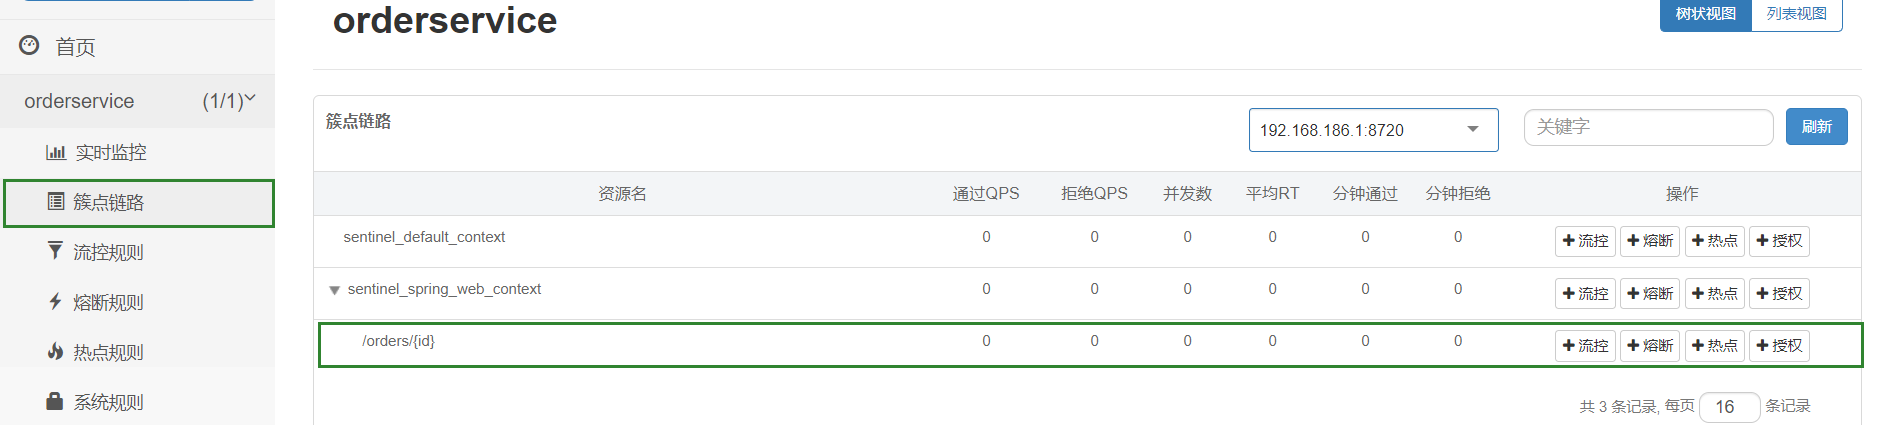 orderservice
树状视图 列表视图
首页
orderservice (1/1)
实时监控
簇点链路
流控规则
熔断规则
热点规则
系统规则
簇点链路 192.168.186.1:8720 关键字 刷新
资源名 通过QPS 拒绝QPS 并发数 平均RT 分钟通过 分钟拒绝 操作
sentinel_default_context 0 0 0 0 0 0 +流控 +熔断 +热点 +授权
sentinel_spring_web_context 0 0 0 0 0 0 +流控 +熔断 +热点 +授权
/orders/{id} 0 0 0 0 0 0 +流控 +熔断 +热点 +授权
共 3 条记录, 每页 16 条记录